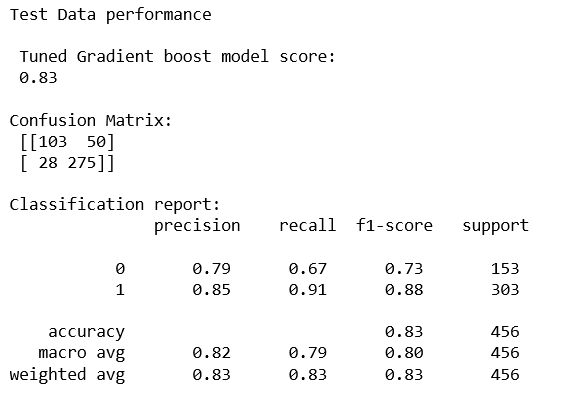 Test Data performance
Tuned Gradient boost model score:
0.83
Confusion Matrix:
[[103  50]
[ 28 275]]
Classification report:
precision    recall  f1-score   support
0       0.79      0.67      0.73       153
1       0.85      0.91      0.88       303
accuracy                           0.83       456
macro avg       0.82      0.79      0.80       456
weighted avg       0.83      0.83      0.83       456